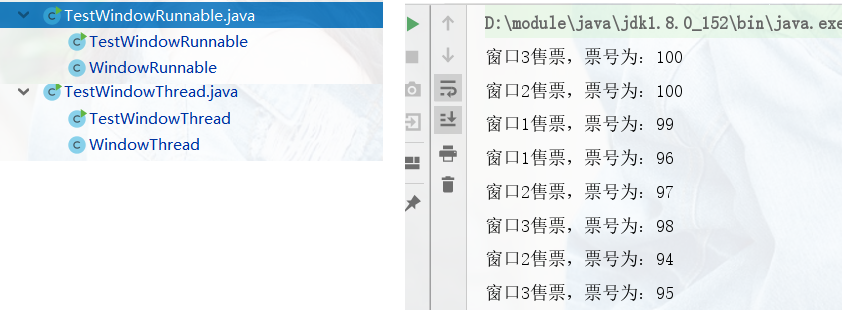 TestWindowRunnable.java
TestWindowRunnable
WindowRunnable
TestWindowThread.java
TestWindowThread
WindowThread
D:\module\java\jdk1.8.0_152\bin\java.exe
窗口3售票，票号为：100
窗口2售票，票号为：100
窗口1售票，票号为：99
窗口1售票，票号为：96
窗口2售票，票号为：97
窗口3售票，票号为：98
窗口2售票，票号为：94
窗口3售票，票号为：95